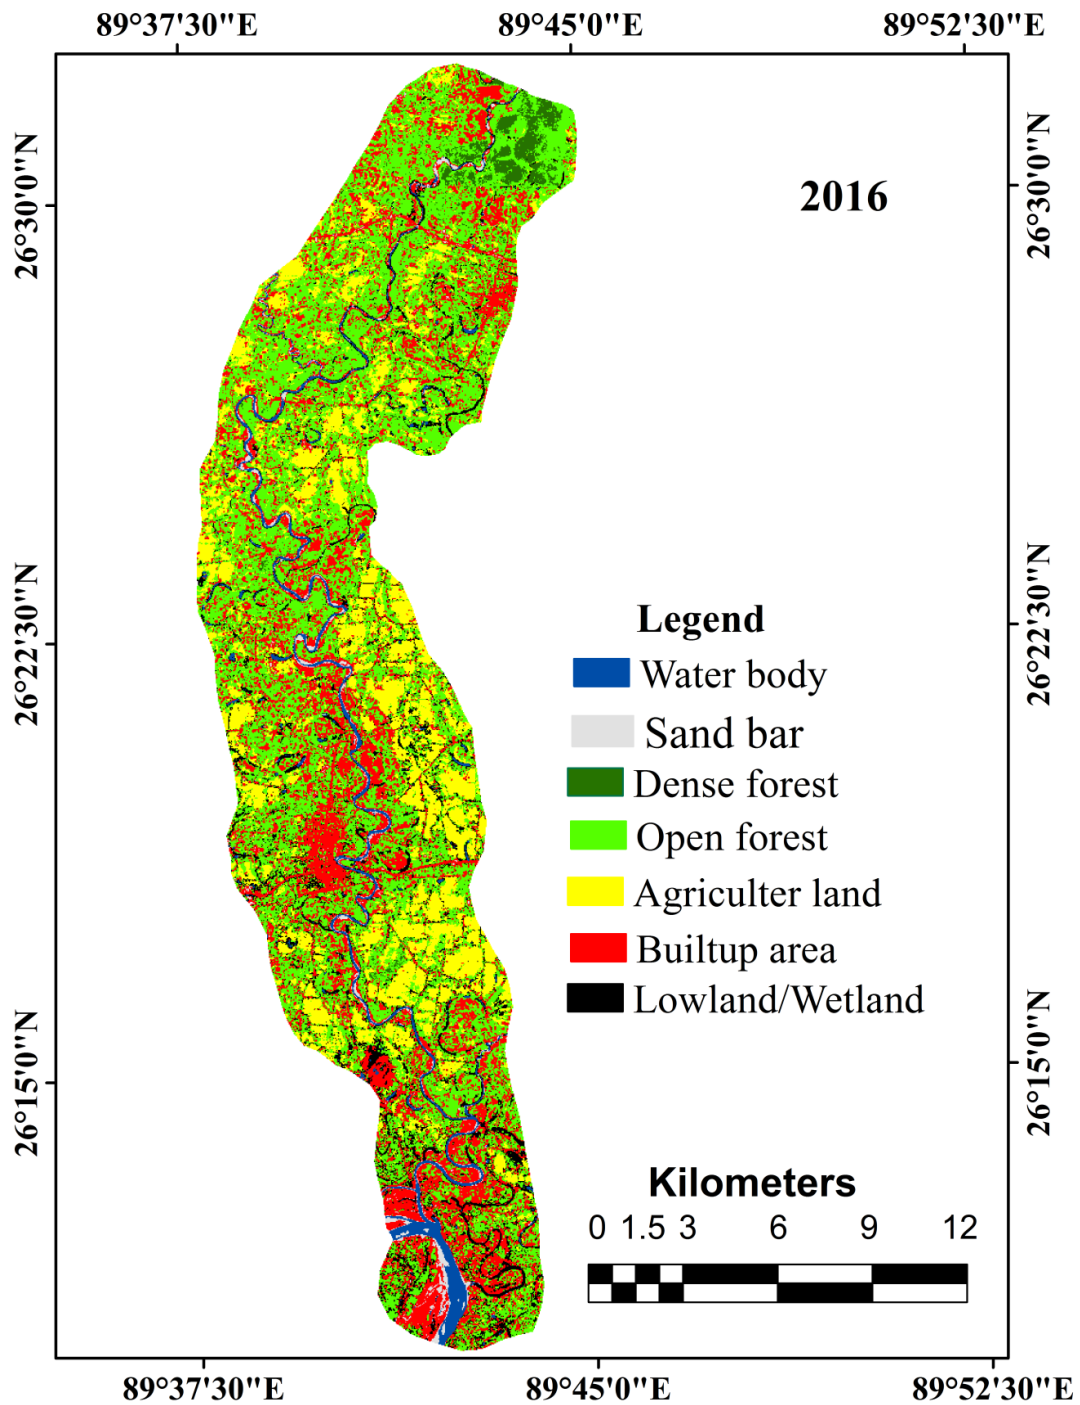 89°37'30"E 89°45'0"E 89°52'30"E
26°30'0"N 26°30'0"N
2016
26°22'30"N 26°22'30"N
Legend
Water body
Sand bar
Dense forest
Open forest
Agriculter land
Builtup area
Lowland/Wetland
26°15'0"N 26°15'0"N
Kilometers
0 1.5 3 6 9 12
89°37'30"E 89°45'0"E 89°52'30"E